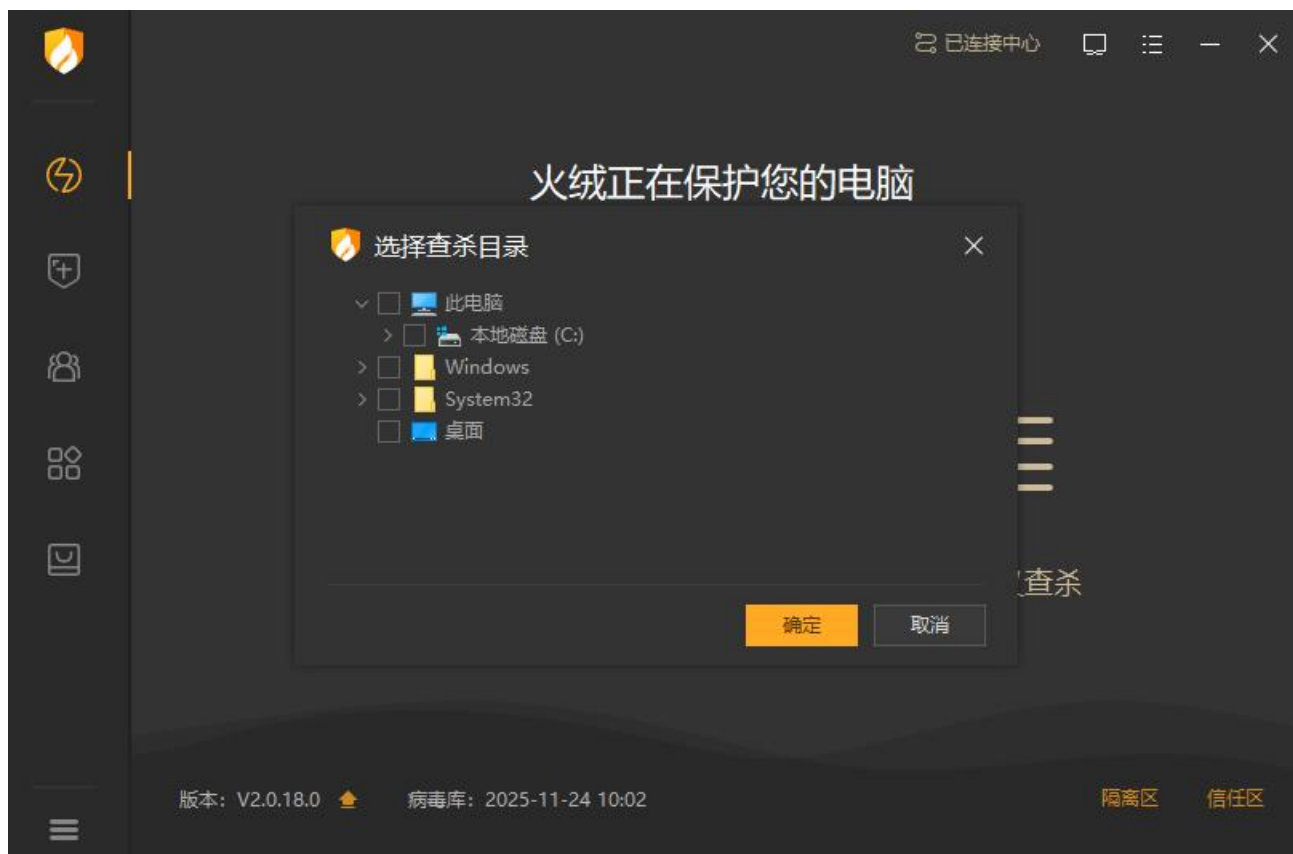 已连接中心
火绒正在保护您的电脑
选择查杀目录
此电脑
本地磁盘 (C:)
Windows
System32
桌面
查杀
确定
取消
版本：V2.0.18.0
病毒库：2025-11-24 10:02
隔离区
信任区